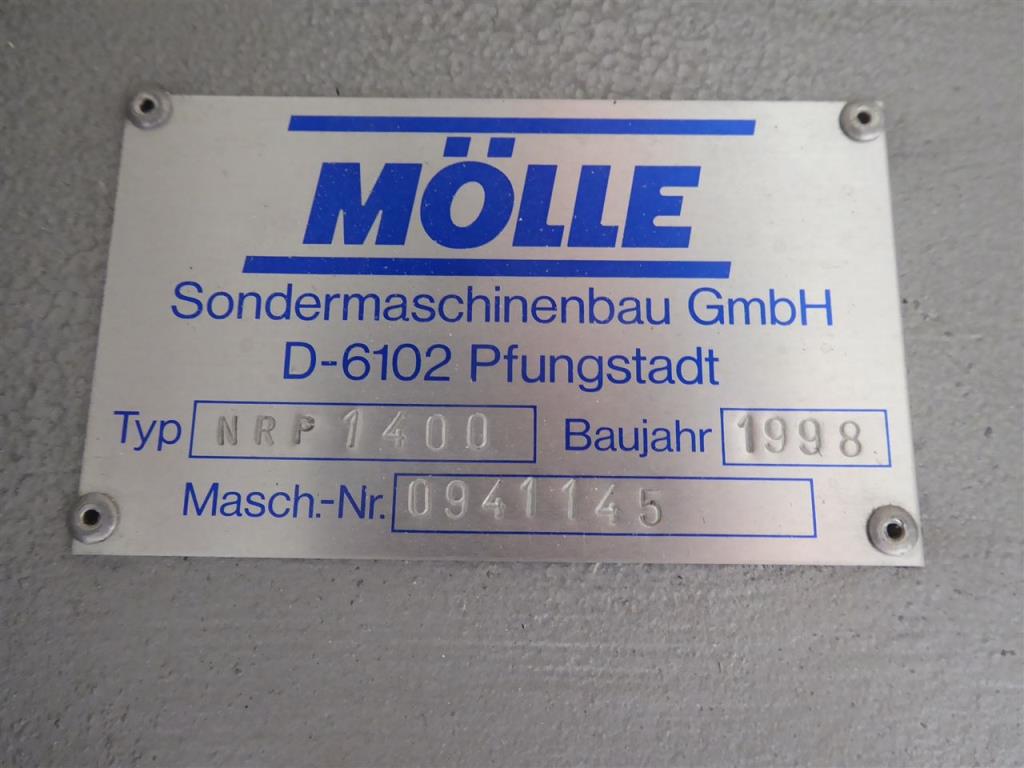 MÖLLE
Sondermaschinenbau GmbH
D-6102 Pfungstadt
Typ NRP 1400 Baujahr 1998
Masch.-Nr. 0941145